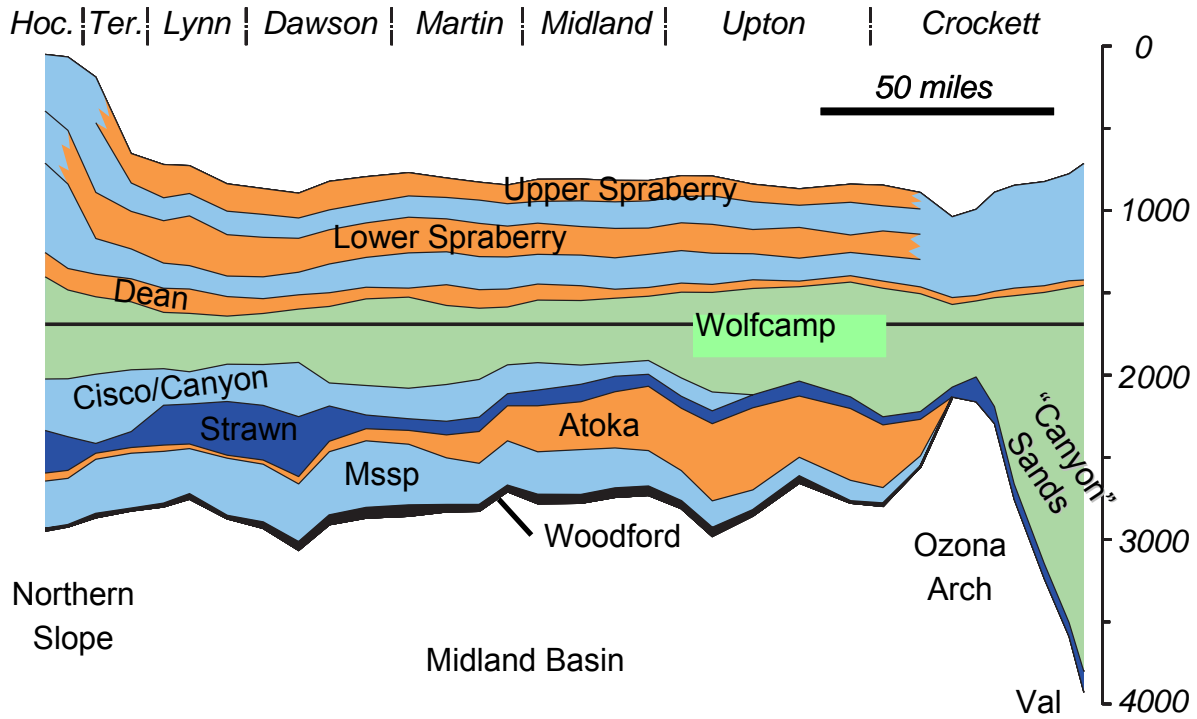 Hoc. Ter. Lynn Dawson Martin Midland Upton Crockett
0
50 miles
Upper Spraberry
1000
Lower Spraberry
Dean
Wolfcamp
2000
Cisco/Canyon
Strawn
Atoka
"Canyon"
Sands
Mssp
Woodford
3000
Ozona
Arch
Northern
Slope
Midland Basin
Val
4000